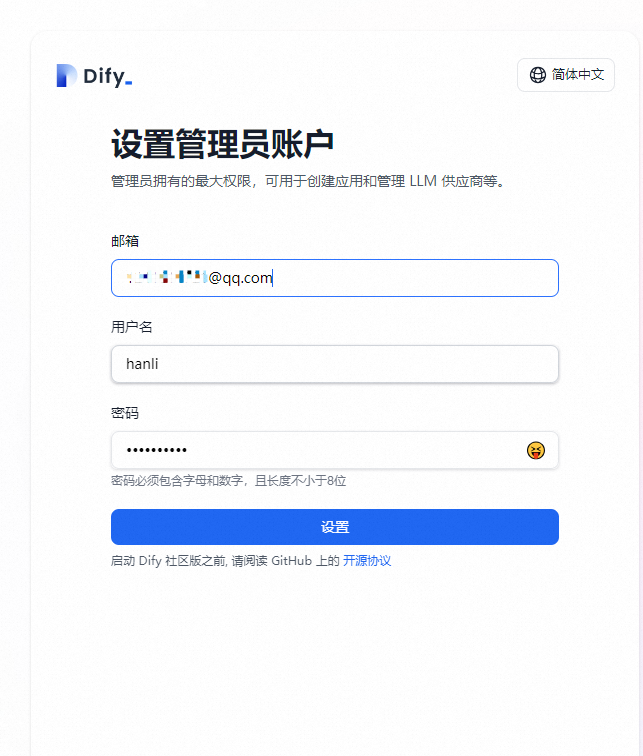 Dify_
简体中文
设置管理员账户
管理员拥有的最大权限，可用于创建应用和管理 LLM 供应商等。
邮箱
@qq.com
用户名
hanli
密码
••••••••••
密码必须包含字母和数字，且长度不小于8位
设置
启动 Dify 社区版之前, 请阅读 GitHub 上的 开源协议